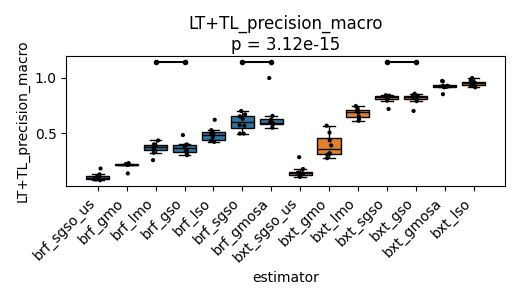 LT+TL_precision_macro
p = 3.12e-15
LT+TL_precision_macro
1.0
0.5
brf_sgso_us
brf_gmo
brf_lmo
brf_gso
brf_lso
brf_sgso
brf_gmosa
bxt_sgso_us
bxt_gmo
bxt_lmo
bxt_sgso
bxt_gso
bxt_gmosa
bxt_lso
estimator